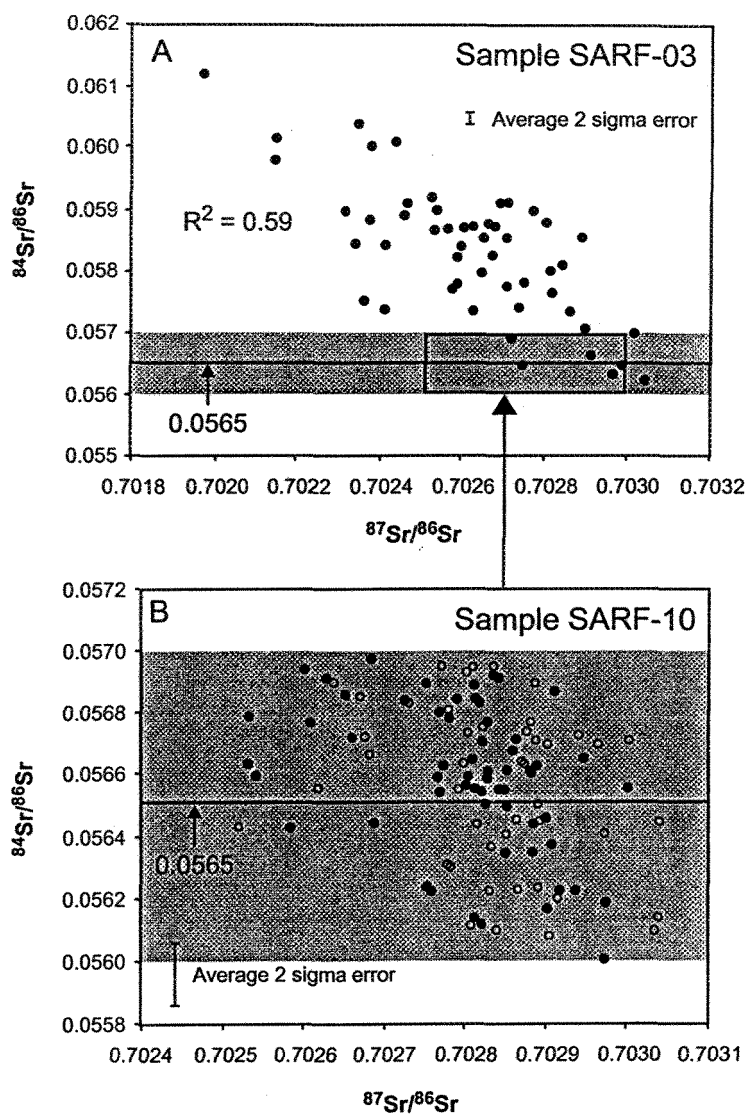 A
Sample SARF-03
Average 2 sigma error
R² = 0.59
0.0565
⁸⁴Sr/⁸⁶Sr
0.062
0.061
0.060
0.059
0.058
0.057
0.056
0.055
0.7018 0.7020 0.7022 0.7024 0.7026 0.7028 0.7030 0.7032
⁸⁷Sr/⁸⁶Sr
B
Sample SARF-10
0.0565
Average 2 sigma error
⁸⁴Sr/⁸⁶Sr
0.0572
0.0570
0.0568
0.0566
0.0564
0.0562
0.0560
0.0558
0.7024 0.7025 0.7026 0.7027 0.7028 0.7029 0.7030 0.7031
⁸⁷Sr/⁸⁶Sr